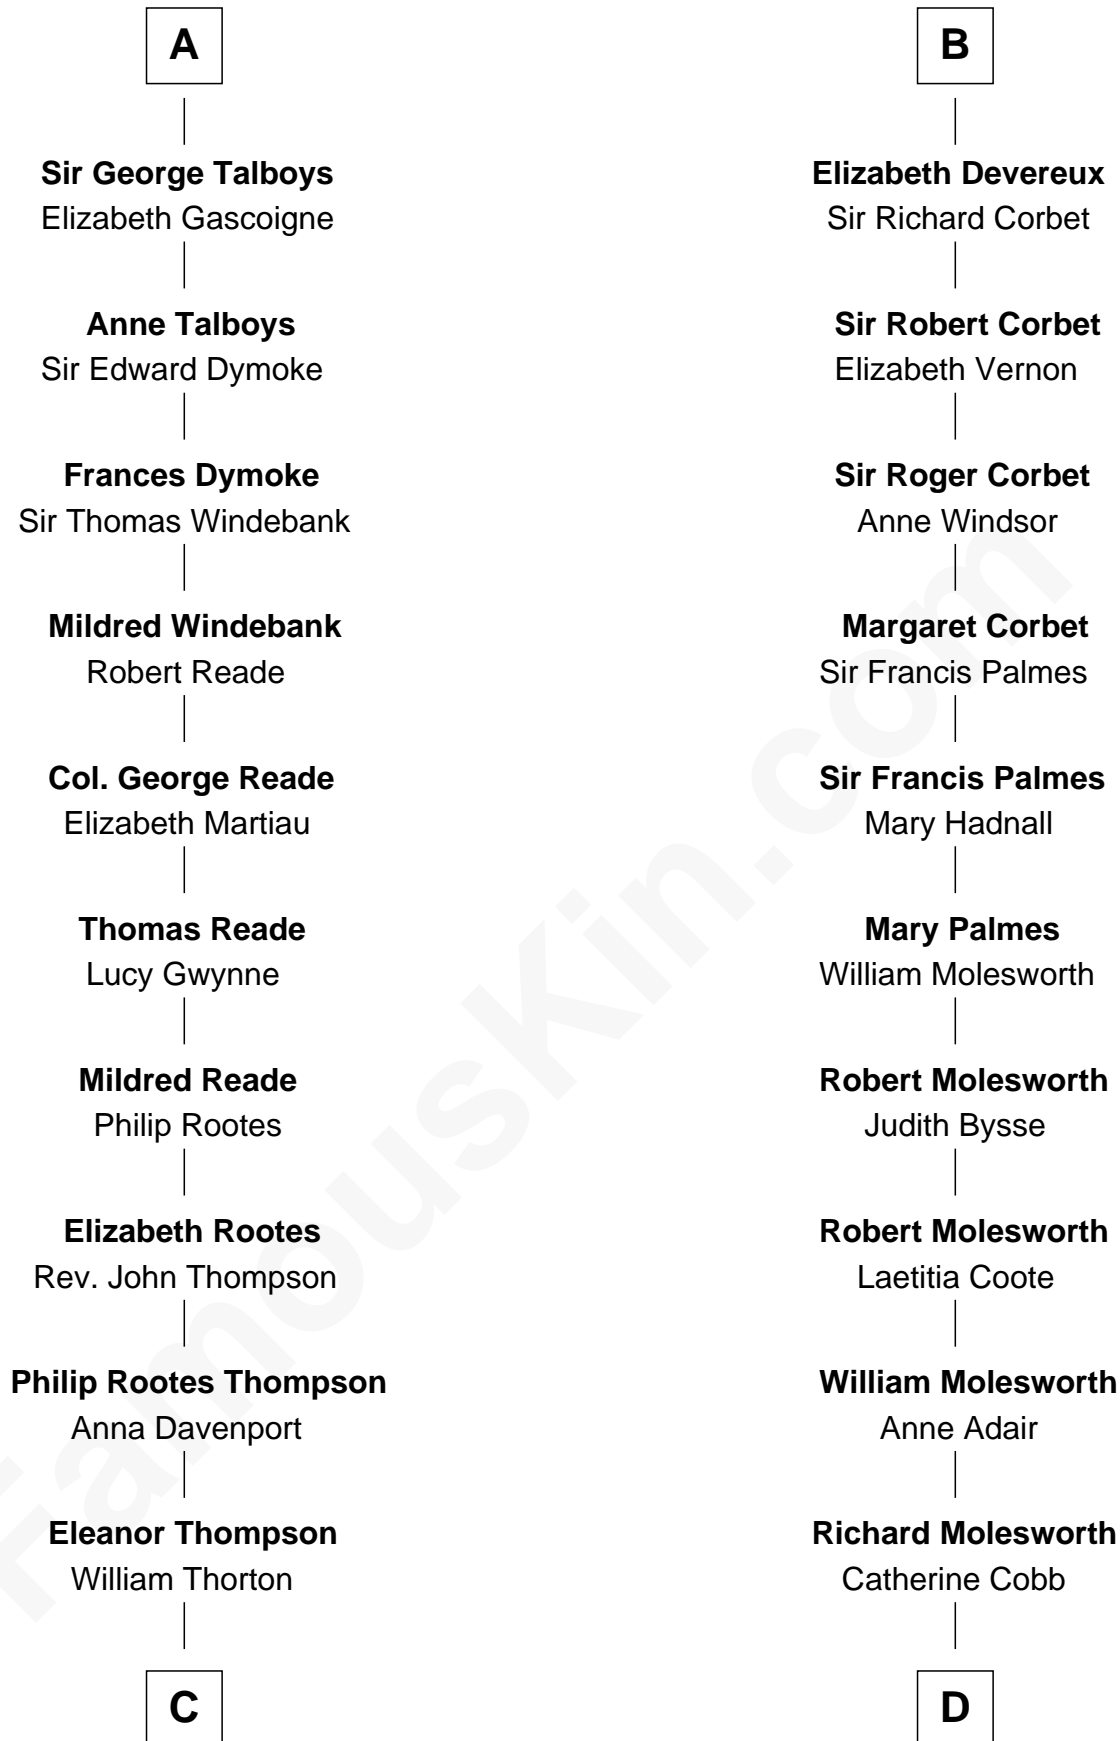 A
Sir George Talboys
Elizabeth Gascoigne
Anne Talboys
Sir Edward Dymoke
Frances Dymoke
Sir Thomas Windebank
Mildred Windebank
Robert Reade
Col. George Reade
Elizabeth Martiau
Thomas Reade
Lucy Gwynne
Mildred Reade
Philip Rootes
Elizabeth Rootes
Rev. John Thompson
Philip Rootes Thompson
Anna Davenport
Eleanor Thompson
William Thorton
C
B
Elizabeth Devereux
Sir Richard Corbet
Sir Robert Corbet
Elizabeth Vernon
Sir Roger Corbet
Anne Windsor
Margaret Corbet
Sir Francis Palmes
Sir Francis Palmes
Mary Hadnall
Mary Palmes
William Molesworth
Robert Molesworth
Judith Bysse
Robert Molesworth
Laetitia Coote
William Molesworth
Anne Adair
Richard Molesworth
Catherine Cobb
D
FamousKin.com